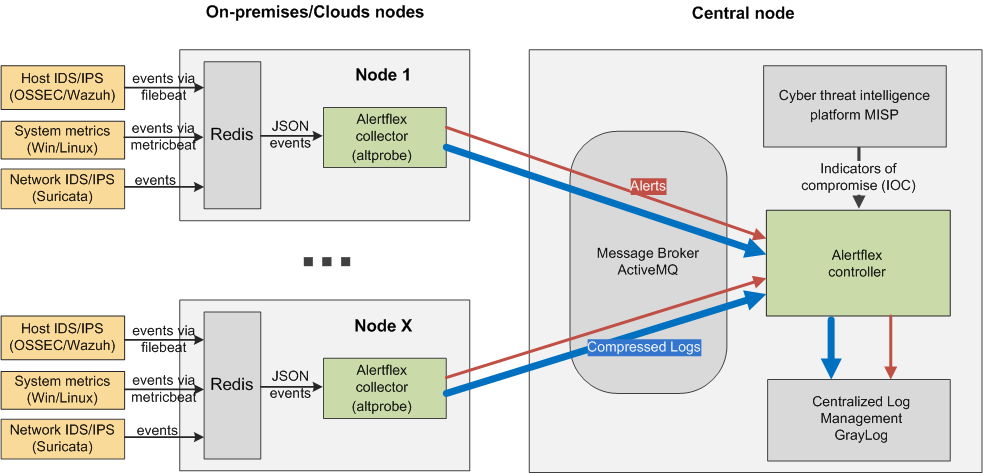 On-premises/Clouds nodes
Central node
Node 1
Host IDS/IPS
(OSSEC/Wazuh)
events via
filebeat
System metrics
(Win/Linux)
events via
metricbeat
Network IDS/IPS
(Suricata)
events
Redis
JSON
events
Alertflex
collector
(altprobe)
Node X
Host IDS/IPS
(OSSEC/Wazuh)
events via
filebeat
System metrics
(Win/Linux)
events via
metricbeat
Network IDS/IPS
(Suricata)
events
Redis
JSON
events
Alertflex
collector
(altprobe)
Alerts
Message Broker
ActiveMQ
Compressed Logs
Cyber threat intelligence
platform MISP
Indicators of
compromise (IOC)
Alertflex
controller
Centralized Log
Management
GrayLog